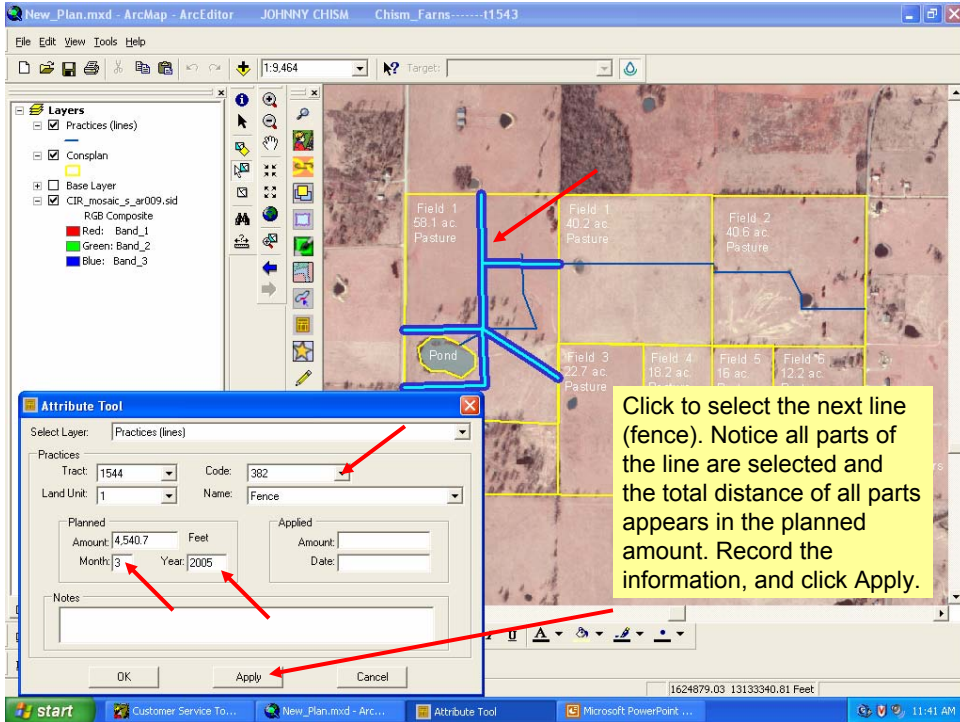 New_Plan.mxd - ArcMap - ArcEditor JOHNNY CHISM Chism_Farns-------t1543
File Edit View Tools Help
1:9,464
Target:
Layers
Practices (lines)
Consplan
Base Layer
CIR_mosaic_s_ar009.sid
RGB Composite
Red: Band_1
Green: Band_2
Blue: Band_3
Field 1
58.1 ac.
Pasture
Field 1
40.2 ac.
Pasture
Field 2
40.6 ac.
Pasture
Pond
Field 3
22.7 ac.
Pasture
Field 4
18.2 ac.
Field 5
16 ac.
Field 6
12.2 ac.
Attribute Tool
Select Layer: Practices (lines)
Practices
Tract: 1544 Code: 382
Land Unit: 1 Name: Fence
Planned
Amount: 4,540.7 Feet
Month: 3 Year: 2005
Applied
Amount:
Date:
Notes
OK Apply Cancel
Click to select the next line
(fence). Notice all parts of
the line are selected and
the total distance of all parts
appears in the planned
amount. Record the
information, and click Apply.
U A
1624879.03 13133340.81 Feet
start Customer Service To... New_Plan.mxd - Arc... Attribute Tool Microsoft PowerPoint ... 11:41 AM